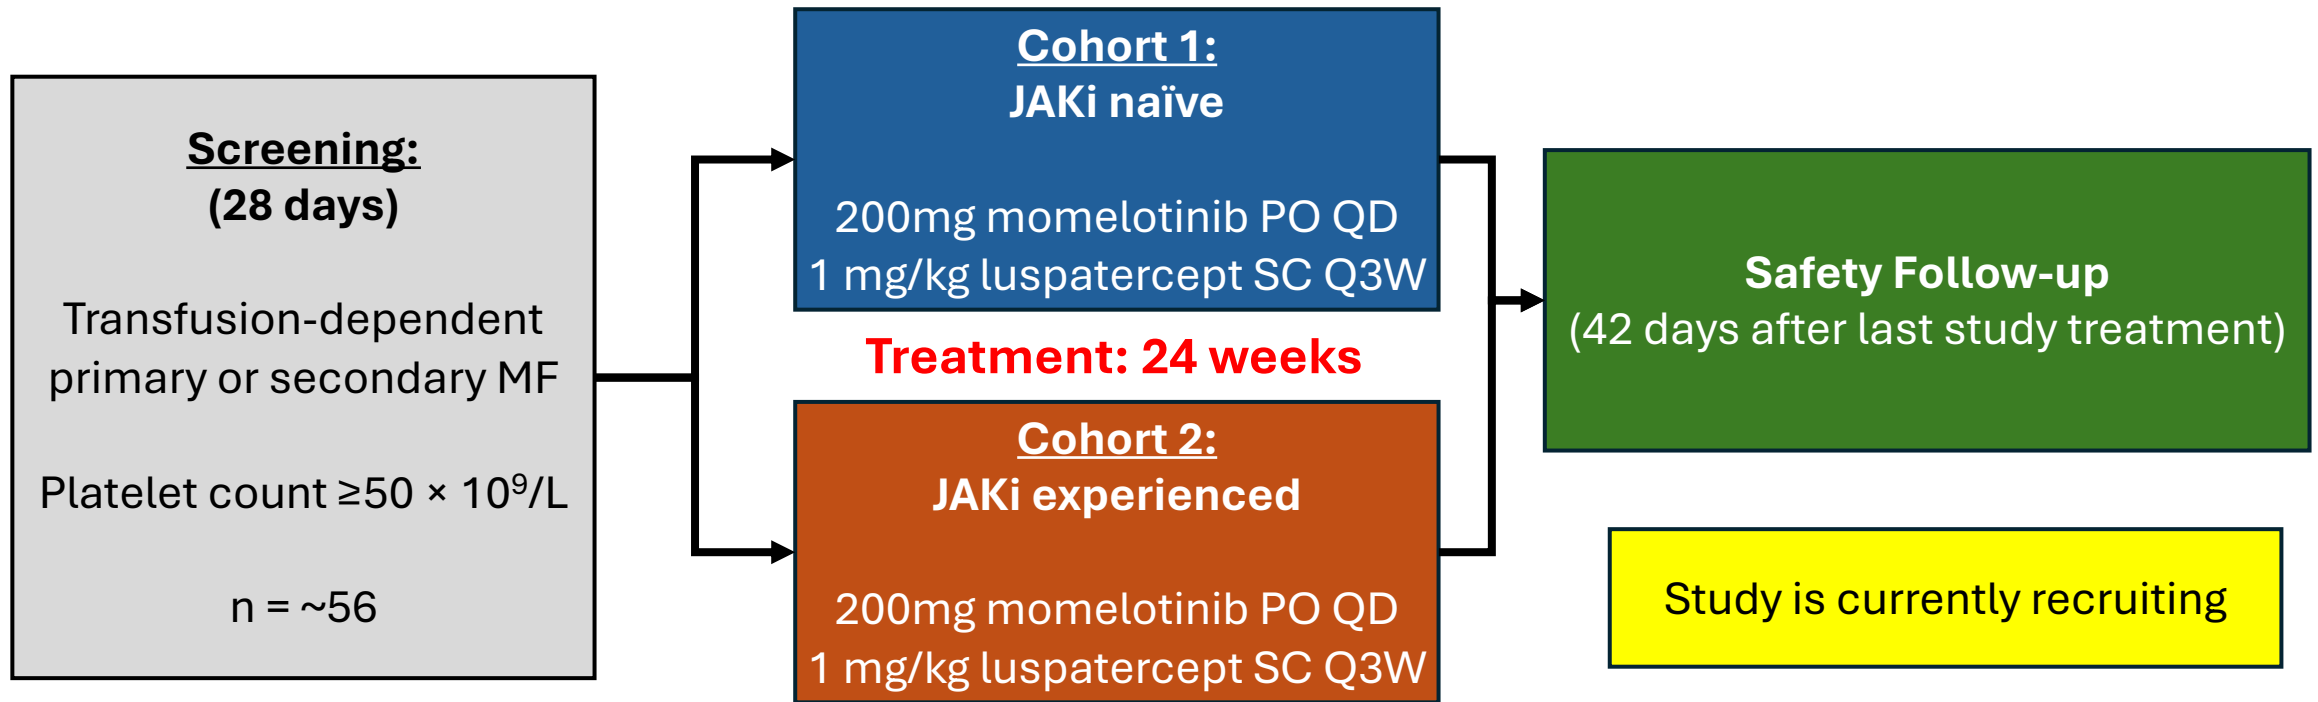 Screening:
(28 days)
Transfusion-dependent
primary or secondary MF
Platelet count ≥50 × 10⁹/L
n = ~56
Cohort 1:
JAKi naïve
200mg momelotinib PO QD
1 mg/kg luspatercept SC Q3W
Treatment: 24 weeks
Cohort 2:
JAKi experienced
200mg momelotinib PO QD
1 mg/kg luspatercept SC Q3W
Safety Follow-up
(42 days after last study treatment)
Study is currently recruiting